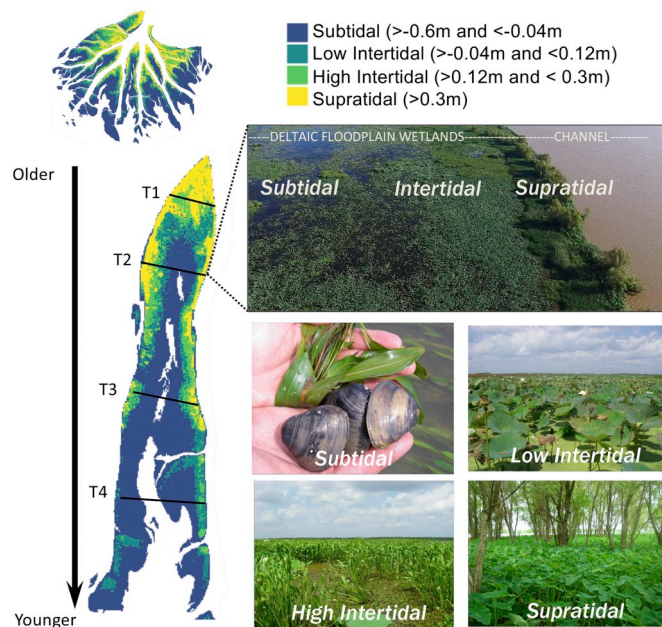 Subtidal (>-0.6m and <-0.04m
Low Intertidal (>-0.04m and <0.12m)
High Intertidal (>0.12m and < 0.3m)
Supratidal (>0.3m)
-----DELTAIC FLOODPLAIN WETLANDS-----
-----CHANNEL--------
Subtidal
Intertidal
Supratidal
Older
T1
T2
T3
T4
Younger
Subtidal
Low Intertidal
High Intertidal
Supratidal